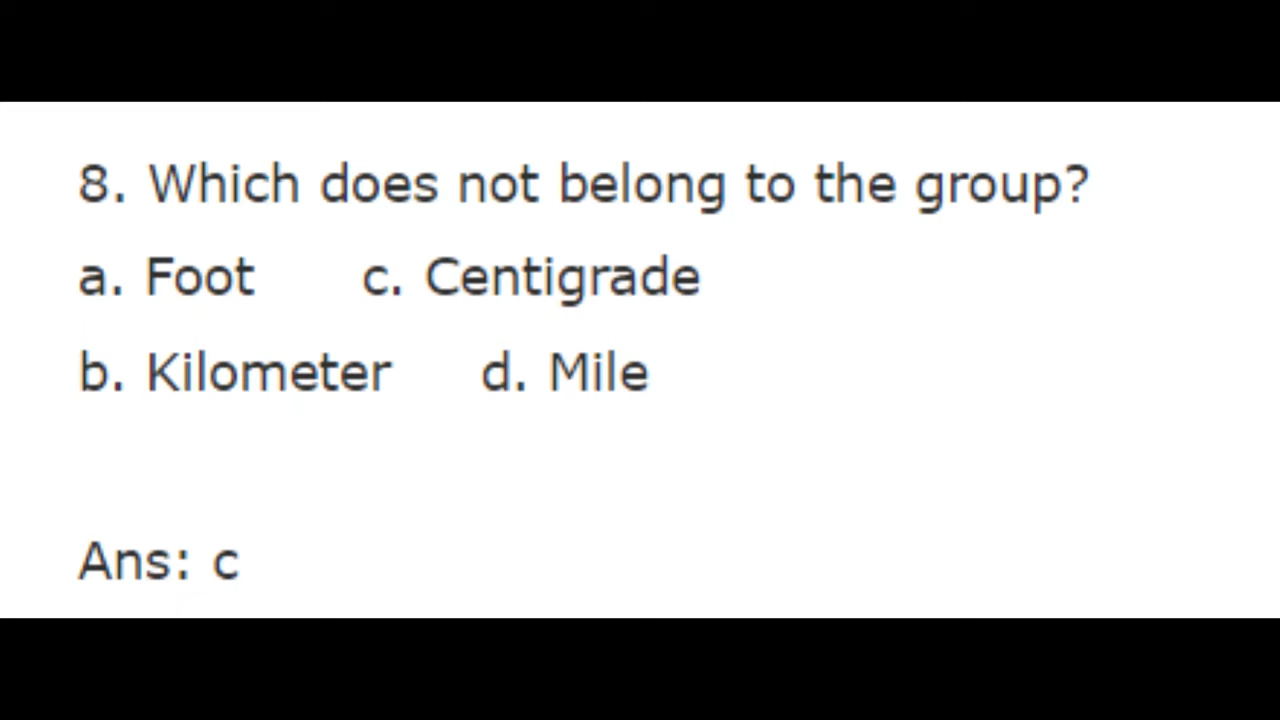 8. Which does not belong to the group?
a. Foot c. Centigrade
b. Kilometer d. Mile
Ans: c